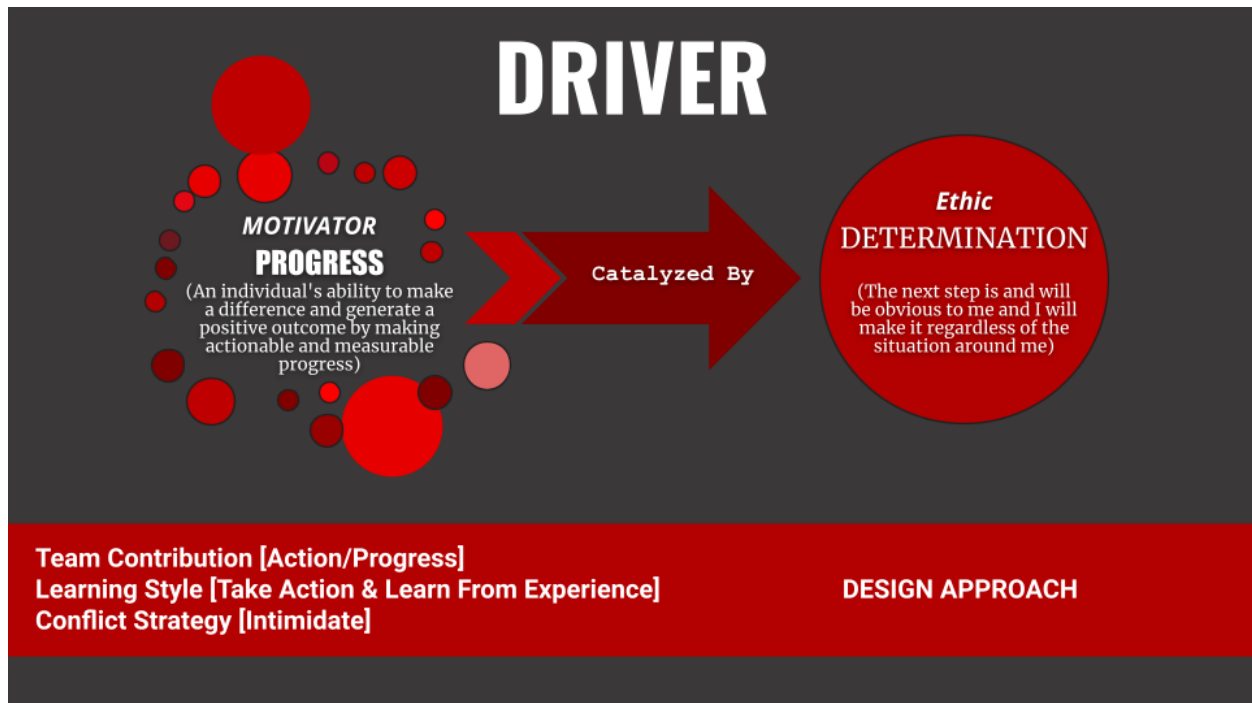 DRIVER
MOTIVATOR
PROGRESS
(An individual's ability to make
a difference and generate a
positive outcome by making
actionable and measurable
progress)
Catalyzed By
Ethic
DETERMINATION
(The next step is and will
be obvious to me and I will
make it regardless of the
situation around me)
Team Contribution [Action/Progress]
Learning Style [Take Action & Learn From Experience]
Conflict Strategy [Intimidate]
DESIGN APPROACH